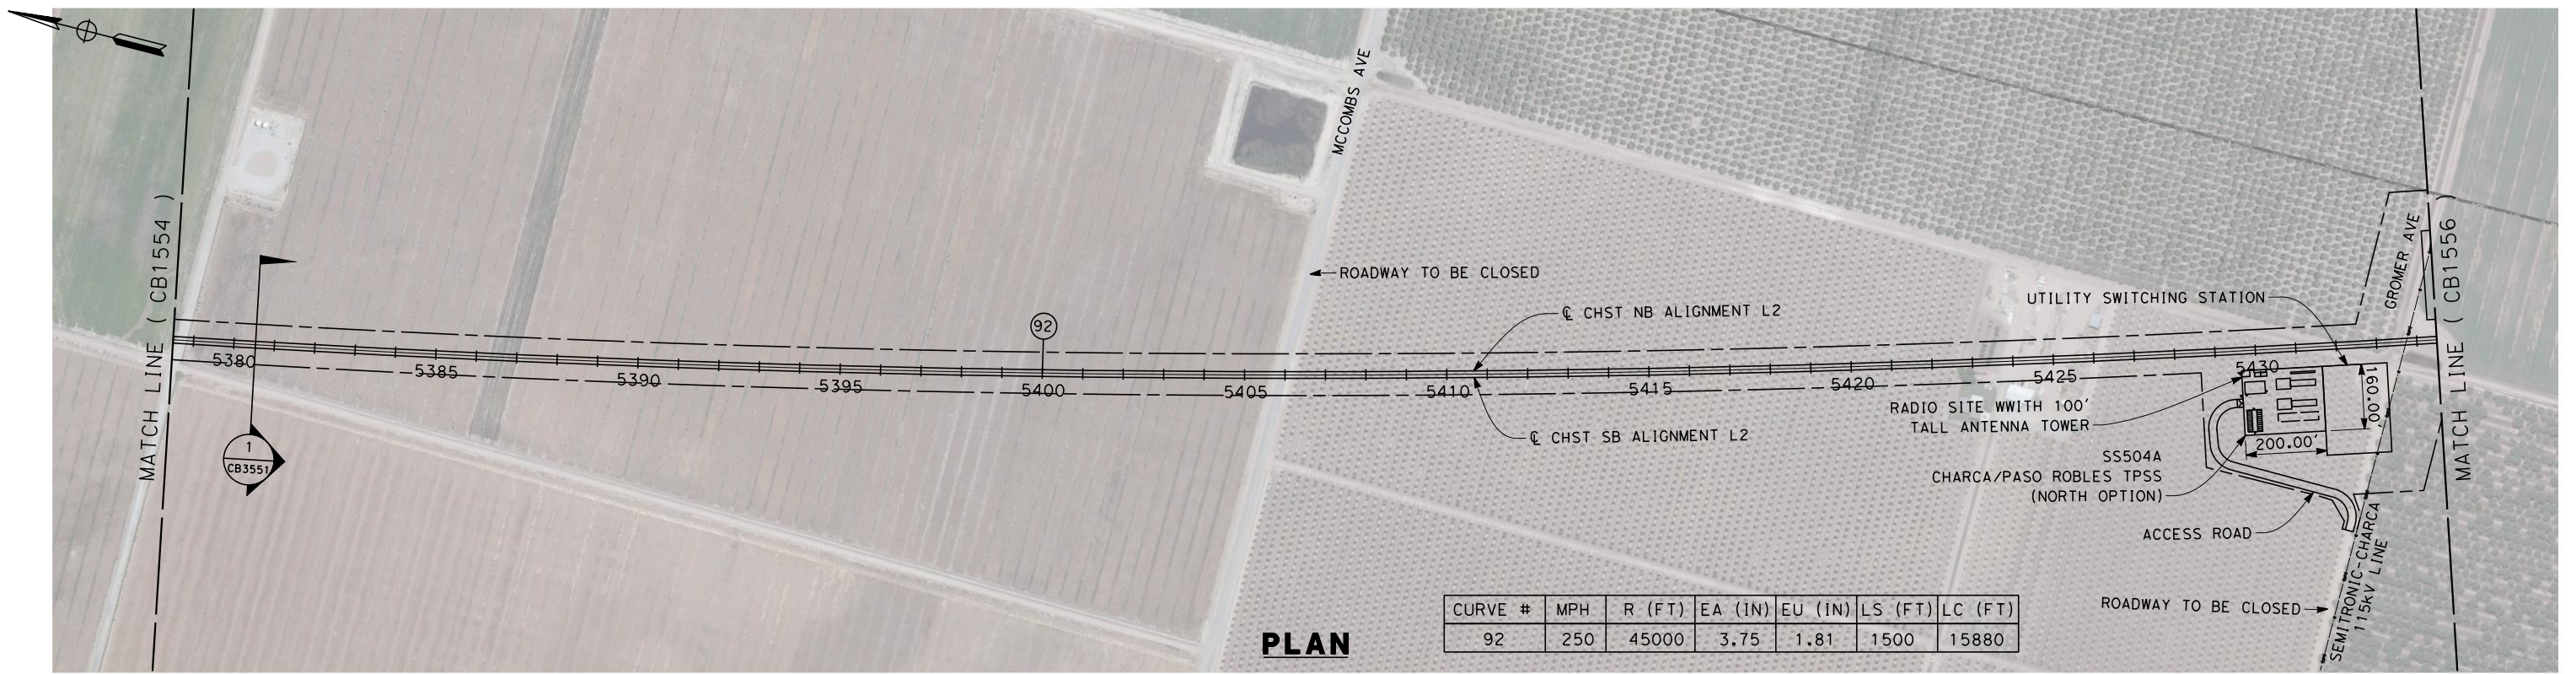 MATCH LINE ( CB1554 )
5380
5385
5390
5395
5400
5405
5410
5415
5420
5425
5430
1
CB3551
92
MCCOMBS AVE
ROADWAY TO BE CLOSED
℄ CHST NB ALIGNMENT L2
℄ CHST SB ALIGNMENT L2
UTILITY SWITCHING STATION
GROMER AVE
MATCH LINE ( CB1556 )
RADIO SITE WWITH 100'
TALL ANTENNA TOWER
160.00'
200.00'
SS504A
CHARCA/PASO ROBLES TPSS
(NORTH OPTION)
ACCESS ROAD
ROADWAY TO BE CLOSED
SEMITRONIC-CHARCA
115kV LINE
PLAN
CURVE # MPH R (FT) EA (IN) EU (IN) LS (FT) LC (FT)
92 250 45000 3.75 1.81 1500 15880